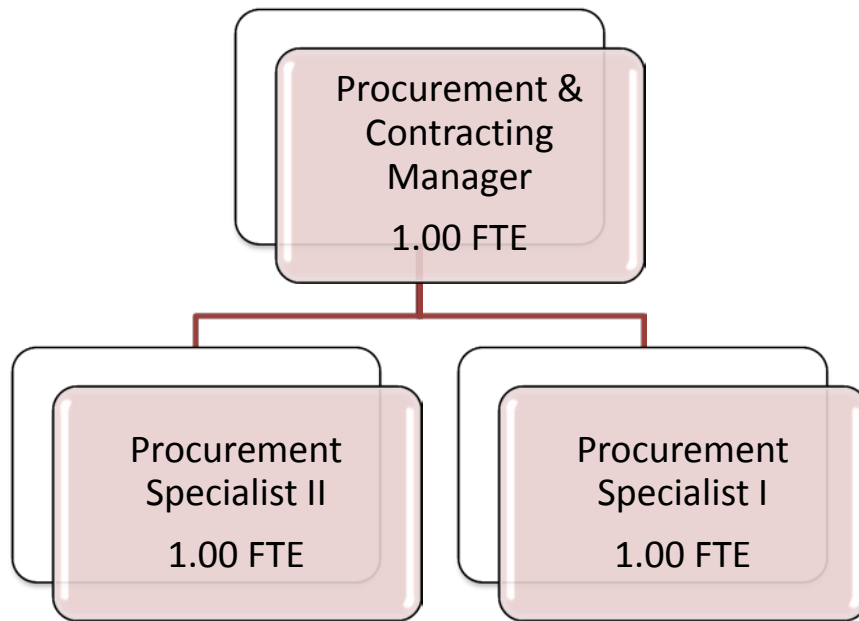 Procurement &
Contracting
Manager
1.00 FTE
Procurement
Specialist II
1.00 FTE
Procurement
Specialist I
1.00 FTE